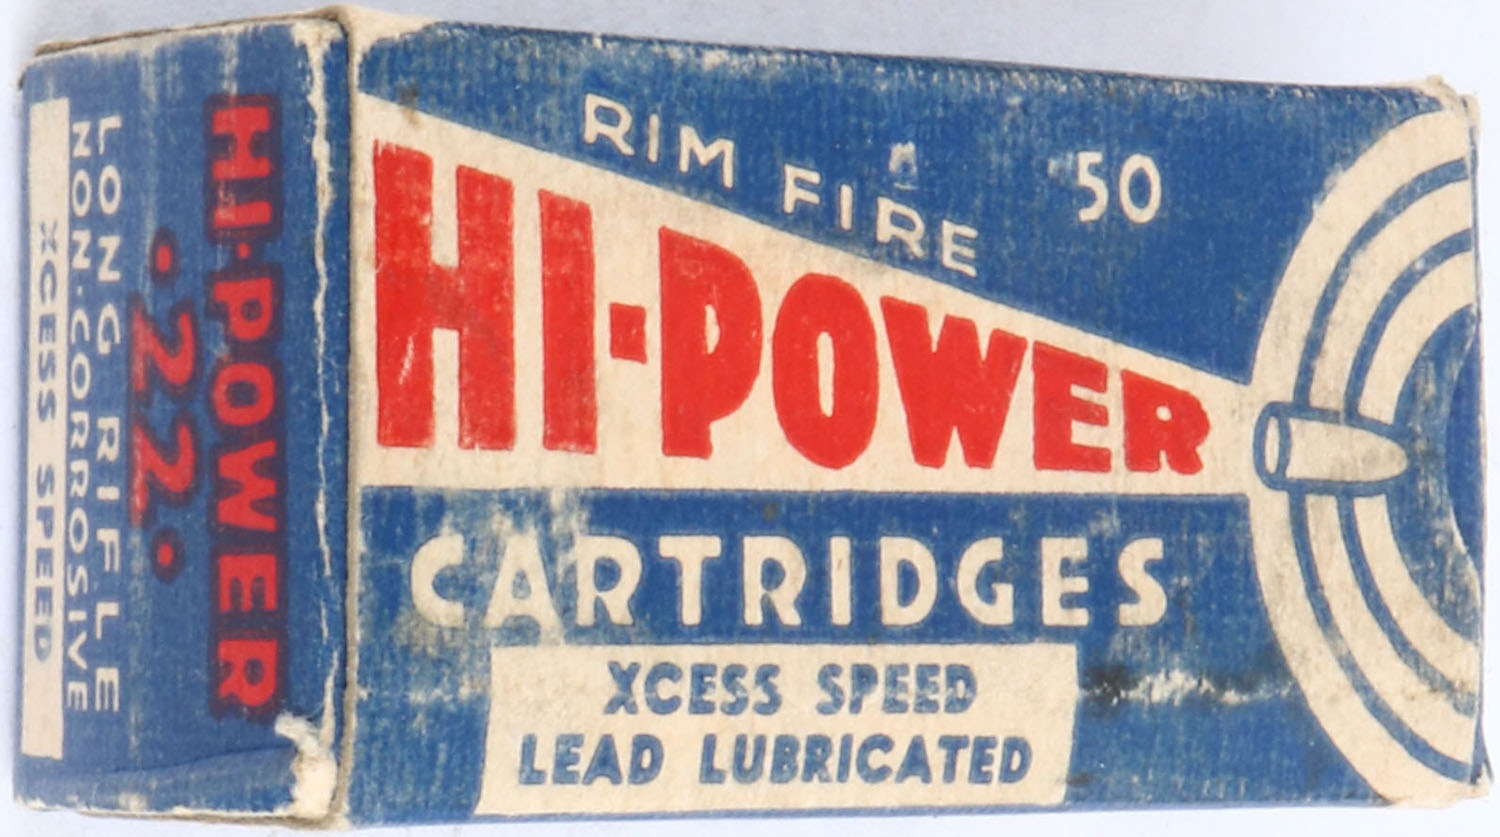 RIM FIRE 50
HI-POWER
CARTRIDGES
XCESS SPEED
LEAD LUBRICATED
HI-POWER
.22.
LONG RIFLE
NON-CORROSIVE
XCESS SPEED